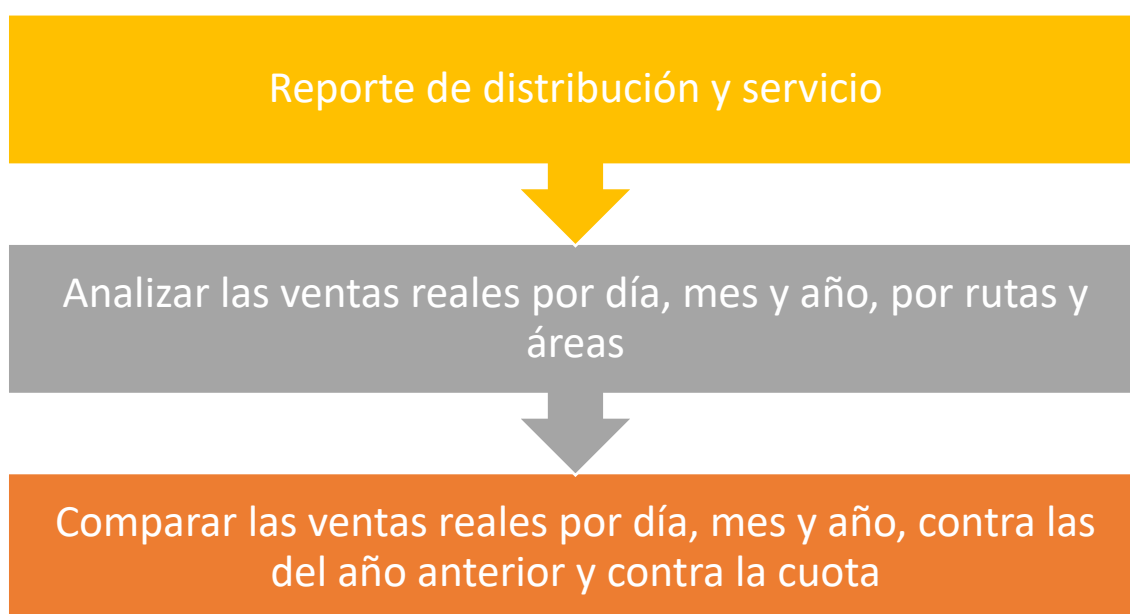 Reporte de distribución y servicio
Analizar las ventas reales por día, mes y año, por rutas y
áreas
Comparar las ventas reales por día, mes y año, contra las
del año anterior y contra la cuota